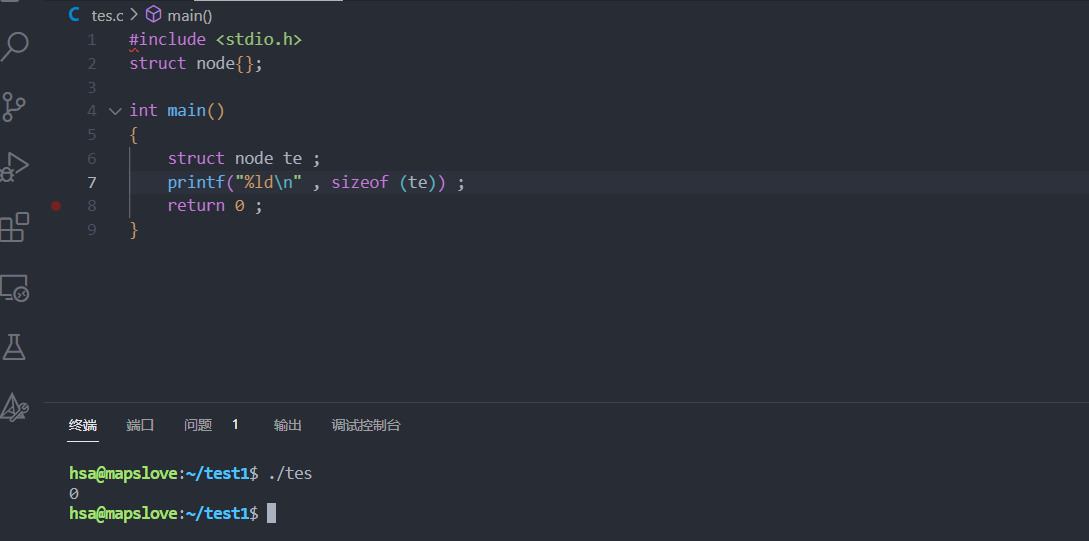 C tes.c > main()
1 #include <stdio.h>
2 struct node{};
3
4 int main()
5 {
6 struct node te ;
7 printf("%ld\n" , sizeof (te)) ;
8 return 0 ;
9 }
终端 端口 问题 1 输出 调试控制台
hsa@mapslove:~/test1$ ./tes
0
hsa@mapslove:~/test1$